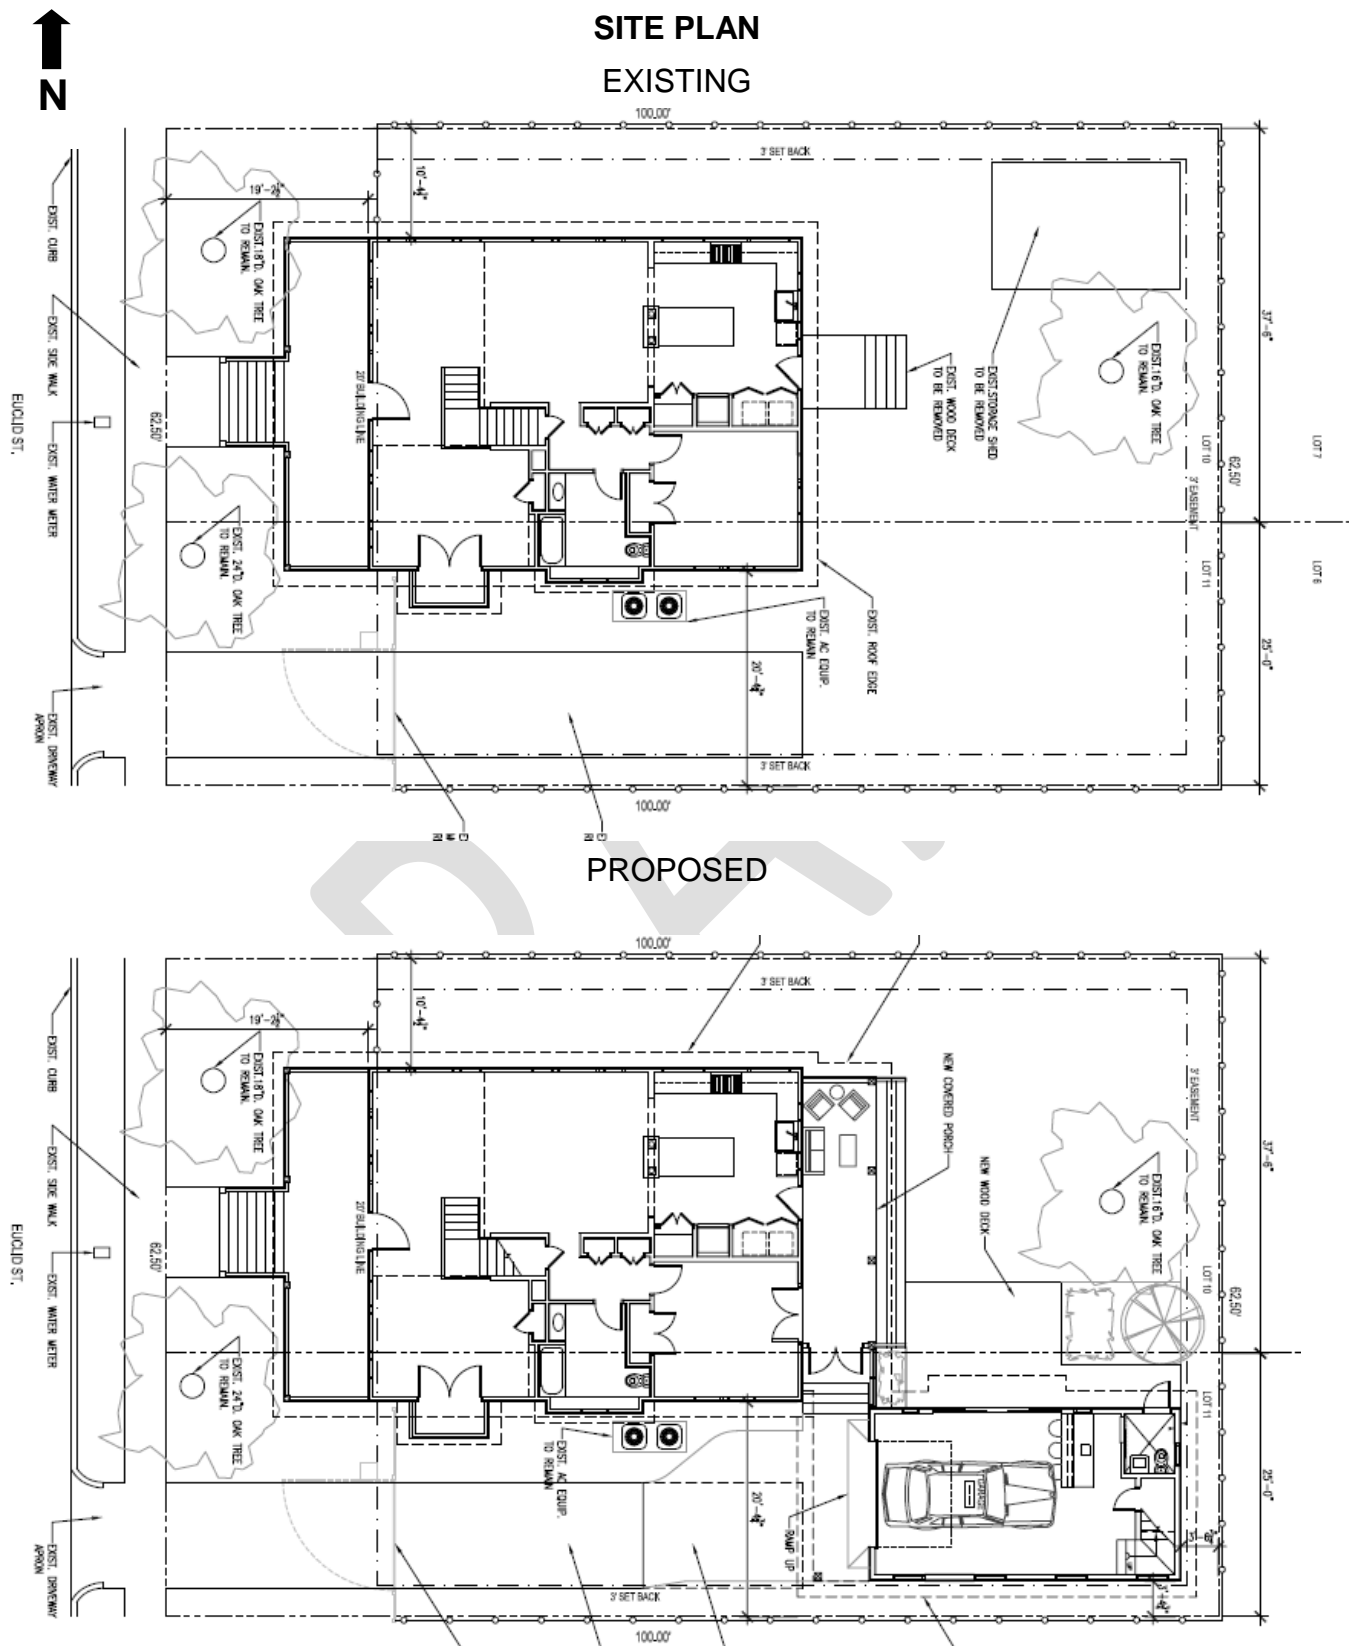 N
SITE PLAN
EXISTING
100.00'
3' SET BACK
10'-4¾"
EXIST. CURB
EXIST.18"D. OAK TREE
TO REMAIN.
37'-6"
EXIST. SIDE WALK
EXIST.16"D. OAK TREE
TO REMAIN.
EXIST.STORAGE SHED
TO BE REMOVED
EXIST. WOOD DECK
TO BE REMOVED
20' BUILDING LINE
EUCLID ST.
62.50'
LOT 10
LOT 7
62.50'
EXIST. WATER METER
3' EASEMENT
EXIST. 24"D. OAK TREE
TO REMAIN.
LOT 11
LOT 6
EXIST. AC EQUIP.
TO REMAIN
EXIST. ROOF EDGE
25'-0"
20'-4¾"
EXIST. DRIVEWAY
APRON
3' SET BACK
100.00'
PROPOSED
100.00'
3' SET BACK
10'-4¾"
EXIST. CURB
EXIST.18"D. OAK TREE
TO REMAIN.
NEW COVERED PORCH
3' EASEMENT
37'-6"
EXIST. SIDE WALK
NEW WOOD DECK
EXIST.16"D. OAK TREE
TO REMAIN.
20' BUILDING LINE
EUCLID ST.
62.50'
LOT 10
62.50'
EXIST. WATER METER
EXIST. 24"D. OAK TREE
TO REMAIN.
LOT 11
EXIST. AC EQUIP.
TO REMAIN
25'-0"
20'-4¾"
GARAGE
RAMP UP
UP
EXIST. DRIVEWAY
APRON
3' SET BACK
100.00'